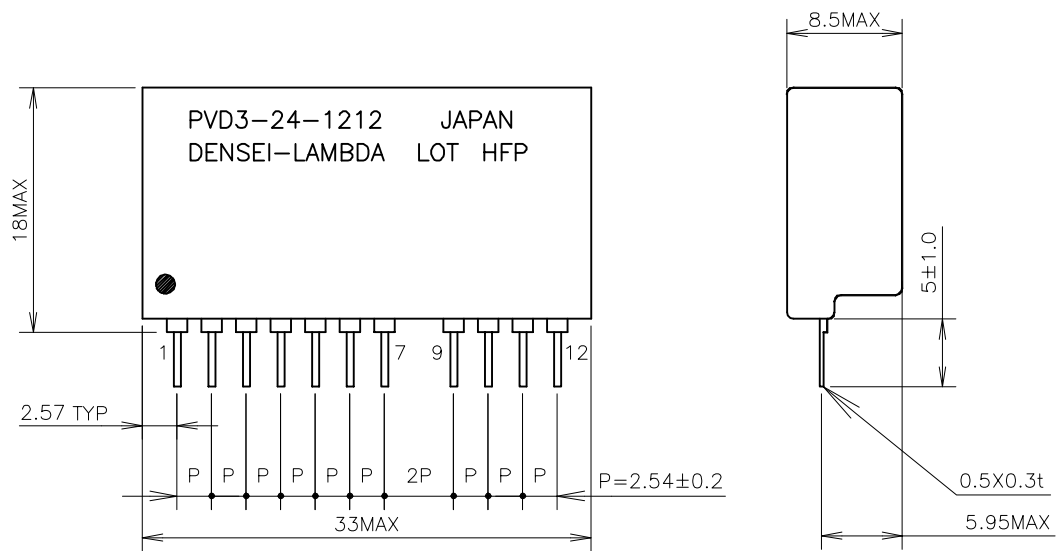 8.5MAX
PVD3-24-1212 JAPAN
DENSEI-LAMBDA LOT HFP
18MAX
5±1.0
1 7 9 12
2.57 TYP
P P P P P P 2P P P P
P=2.54±0.2
0.5X0.3t
33MAX
5.95MAX